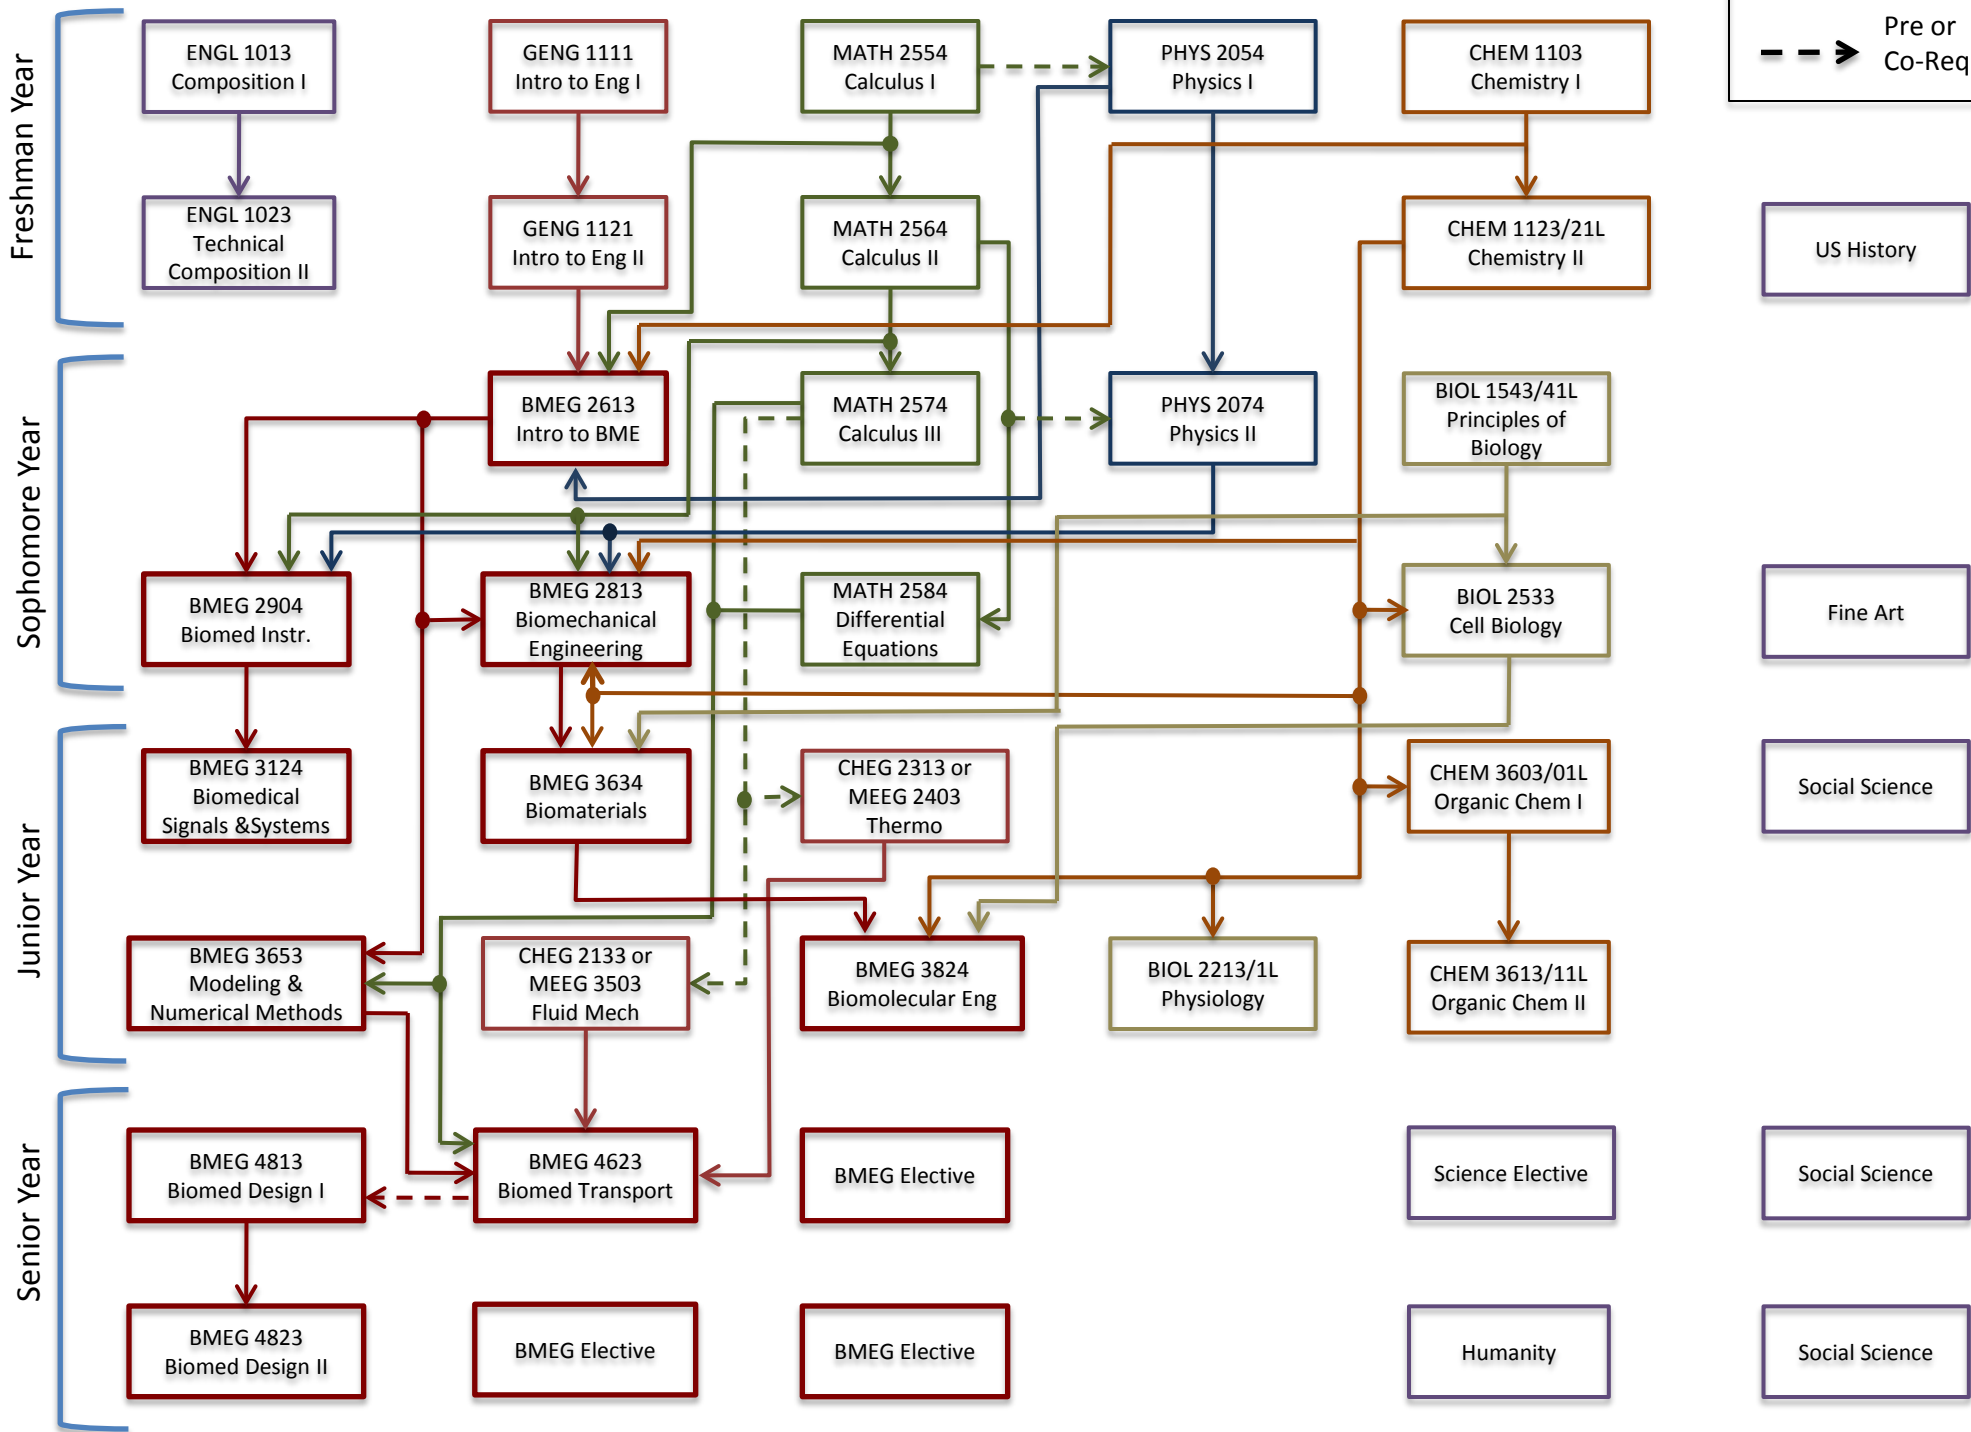 Freshman Year
ENGL 1013
Composition I
GENG 1111
Intro to Eng I
MATH 2554
Calculus I
PHYS 2054
Physics I
CHEM 1103
Chemistry I
Pre or
Co-Req
ENGL 1023
Technical
Composition II
GENG 1121
Intro to Eng II
MATH 2564
Calculus II
CHEM 1123/21L
Chemistry II
US History
Sophomore Year
BMEG 2613
Intro to BME
MATH 2574
Calculus III
PHYS 2074
Physics II
BIOL 1543/41L
Principles of
Biology
BMEG 2904
Biomed Instr.
BMEG 2813
Biomechanical
Engineering
MATH 2584
Differential
Equations
BIOL 2533
Cell Biology
Fine Art
Junior Year
BMEG 3124
Biomedical
Signals &Systems
BMEG 3634
Biomaterials
CHEG 2313 or
MEEG 2403
Thermo
CHEM 3603/01L
Organic Chem I
Social Science
BMEG 3653
Modeling &
Numerical Methods
CHEG 2133 or
MEEG 3503
Fluid Mech
BMEG 3824
Biomolecular Eng
BIOL 2213/1L
Physiology
CHEM 3613/11L
Organic Chem II
Senior Year
BMEG 4813
Biomed Design I
BMEG 4623
Biomed Transport
BMEG Elective
Science Elective
Social Science
BMEG 4823
Biomed Design II
BMEG Elective
BMEG Elective
Humanity
Social Science